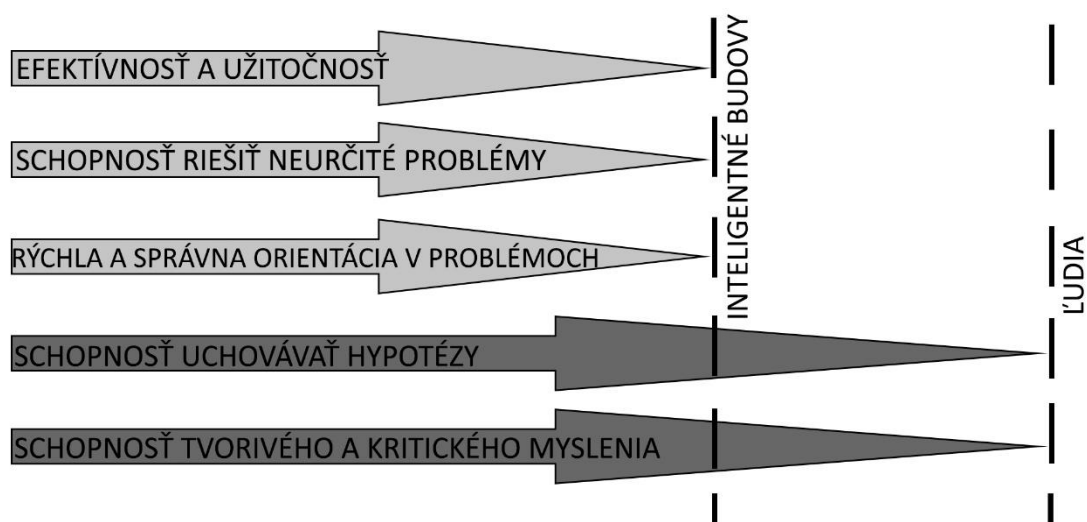 EFEKTÍVNOSŤ A UŽITOČNOSŤ
SCHOPNOSŤ RIEŠIŤ NEURČITÉ PROBLÉMY
RÝCHLA A SPRÁVNA ORIENTÁCIA V PROBLÉMOCH
SCHOPNOSŤ UCHOVÁVAŤ HYPOTÉZY
SCHOPNOSŤ TVORIVÉHO A KRITICKÉHO MYSLENIA
INTELIGENTNÉ BUDOVY
ĽUDIA